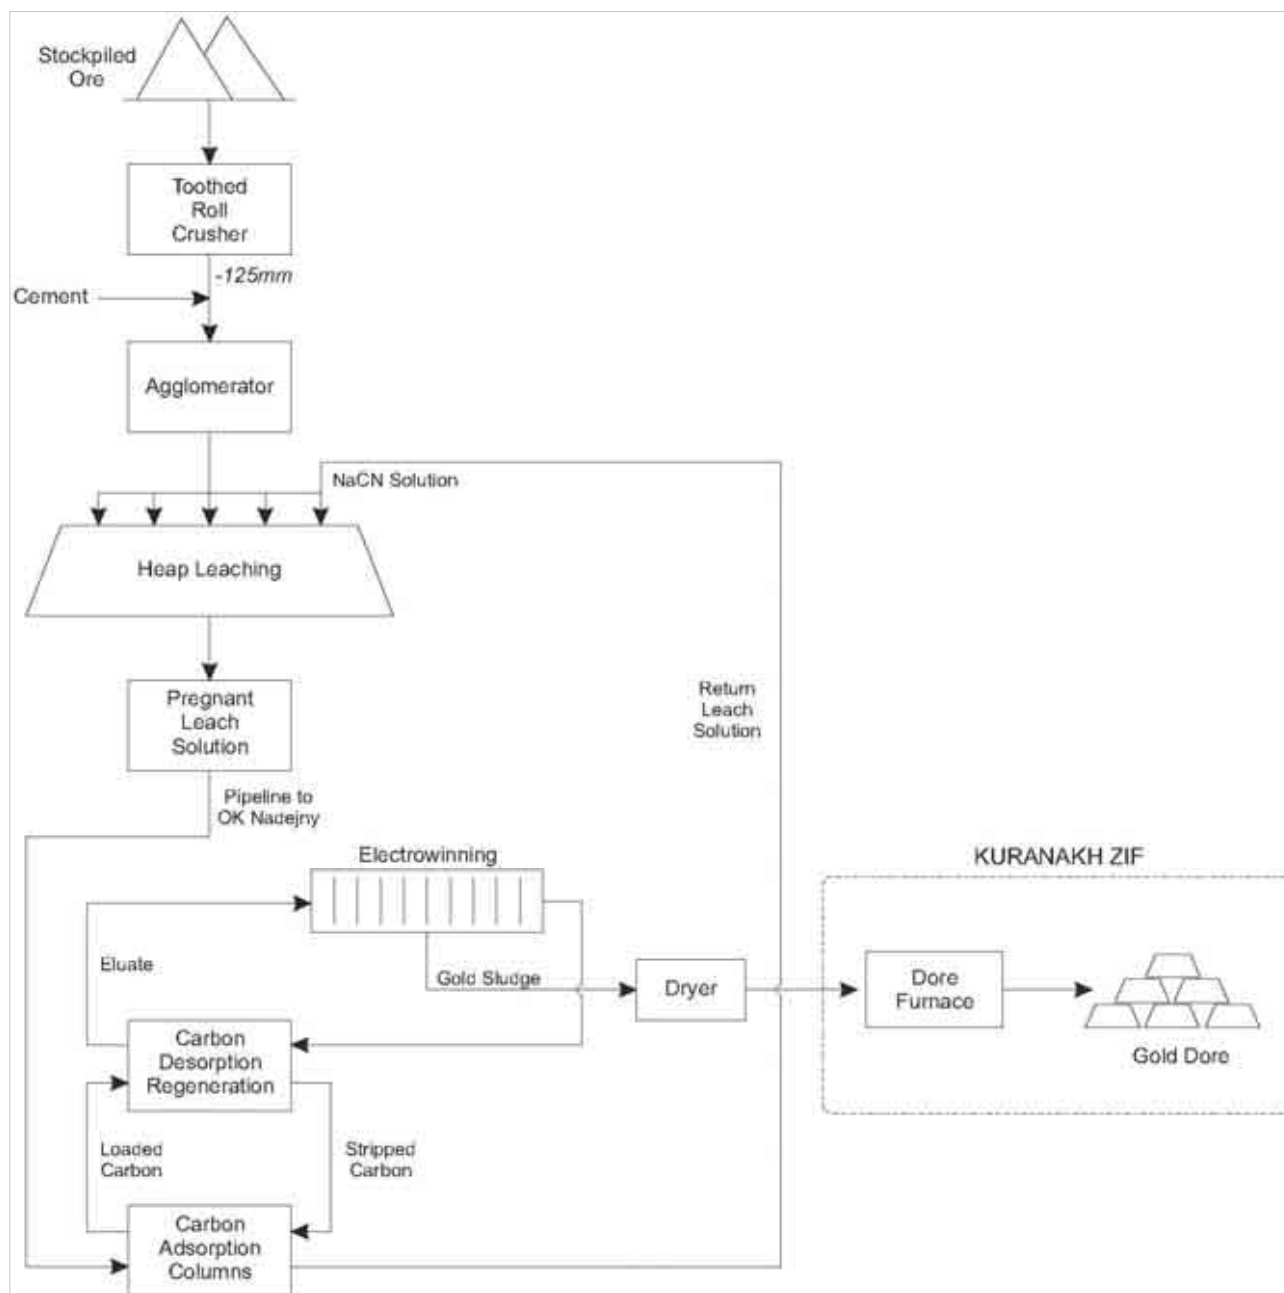 Stockpiled
Ore
Toothed
Roll
Crusher
-125mm
Cement
Agglomerator
NaCN Solution
Heap Leaching
Pregnant
Leach
Solution
Return
Leach
Solution
Pipeline to
OK Nadejny
Electrowinning
KURANAKH ZIF
Eluate
Gold Sludge
Dryer
Dore
Furnace
Gold Dore
Carbon
Desorption
Regeneration
Loaded
Carbon
Stripped
Carbon
Carbon
Adsorption
Columns